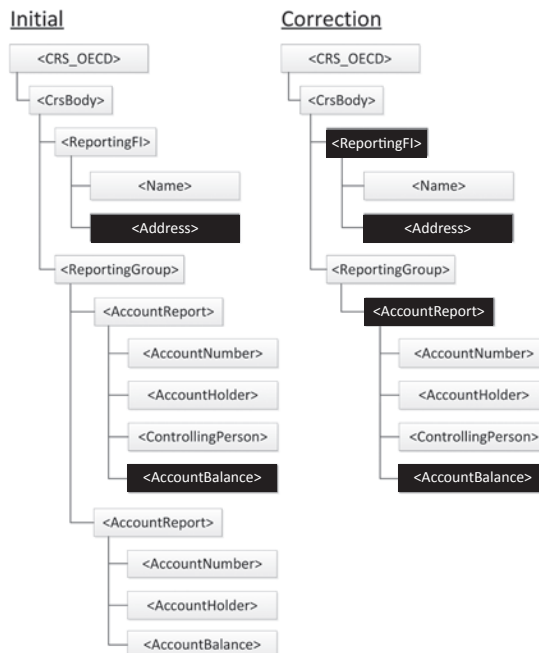 Initial
<CRS_OECD>
<CrsBody>
<ReportingFI>
<Name>
<Address>
<ReportingGroup>
<AccountReport>
<AccountNumber>
<AccountHolder>
<ControllingPerson>
<AccountBalance>
<AccountReport>
<AccountNumber>
<AccountHolder>
<AccountBalance>
Correction
<CRS_OECD>
<CrsBody>
<ReportingFI>
<Name>
<Address>
<ReportingGroup>
<AccountReport>
<AccountNumber>
<AccountHolder>
<ControllingPerson>
<AccountBalance>